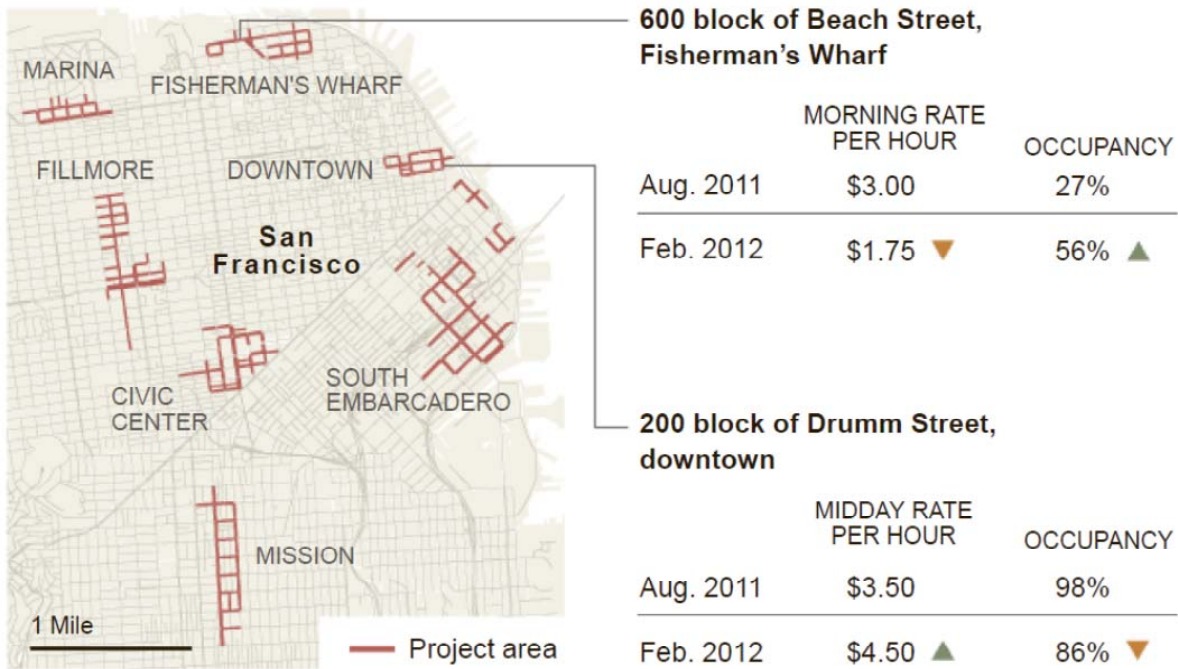 MARINA
FISHERMAN'S WHARF
FILLMORE
DOWNTOWN
San
Francisco
CIVIC
CENTER
SOUTH
EMBARCADERO
MISSION
1 Mile
Project area
600 block of Beach Street,
Fisherman's Wharf
MORNING RATE
PER HOUR
OCCUPANCY
Aug. 2011 $3.00 27%
Feb. 2012 $1.75 ▼ 56% ▲
200 block of Drumm Street,
downtown
MIDDAY RATE
PER HOUR
OCCUPANCY
Aug. 2011 $3.50 98%
Feb. 2012 $4.50 ▲ 86% ▼